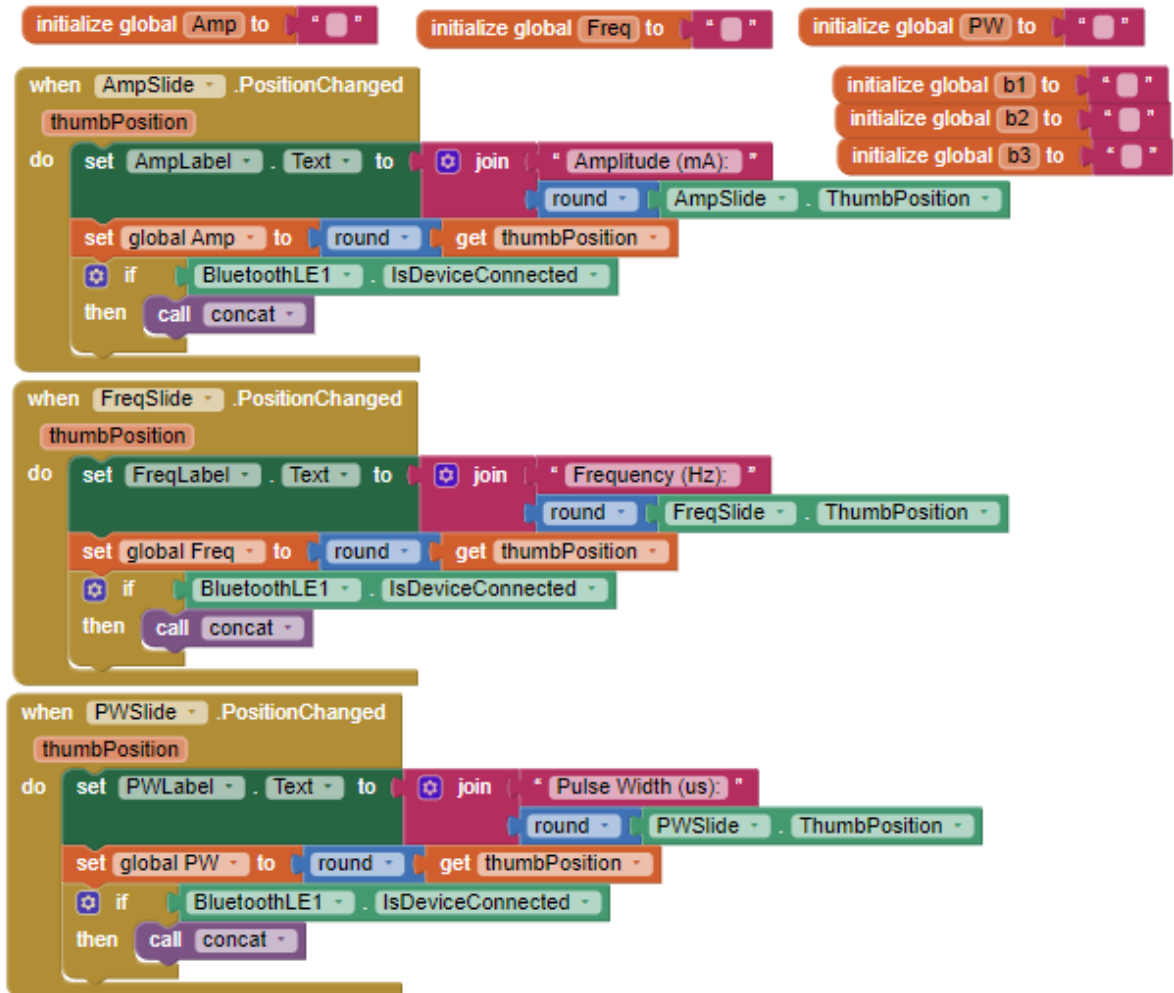 initialize global Amp to " "
initialize global Freq to " "
initialize global PW to " "
initialize global b1 to " "
initialize global b2 to " "
initialize global b3 to " "
when AmpSlide .PositionChanged
thumbPosition
do set AmpLabel . Text to join " Amplitude (mA): "
round AmpSlide . ThumbPosition
set global Amp to round get thumbPosition
if BluetoothLE1 . IsDeviceConnected
then call concat
when FreqSlide .PositionChanged
thumbPosition
do set FreqLabel . Text to join " Frequency (Hz): "
round FreqSlide . ThumbPosition
set global Freq to round get thumbPosition
if BluetoothLE1 . IsDeviceConnected
then call concat
when PWSlide .PositionChanged
thumbPosition
do set PWLabel . Text to join " Pulse Width (us): "
round PWSlide . ThumbPosition
set global PW to round get thumbPosition
if BluetoothLE1 . IsDeviceConnected
then call concat